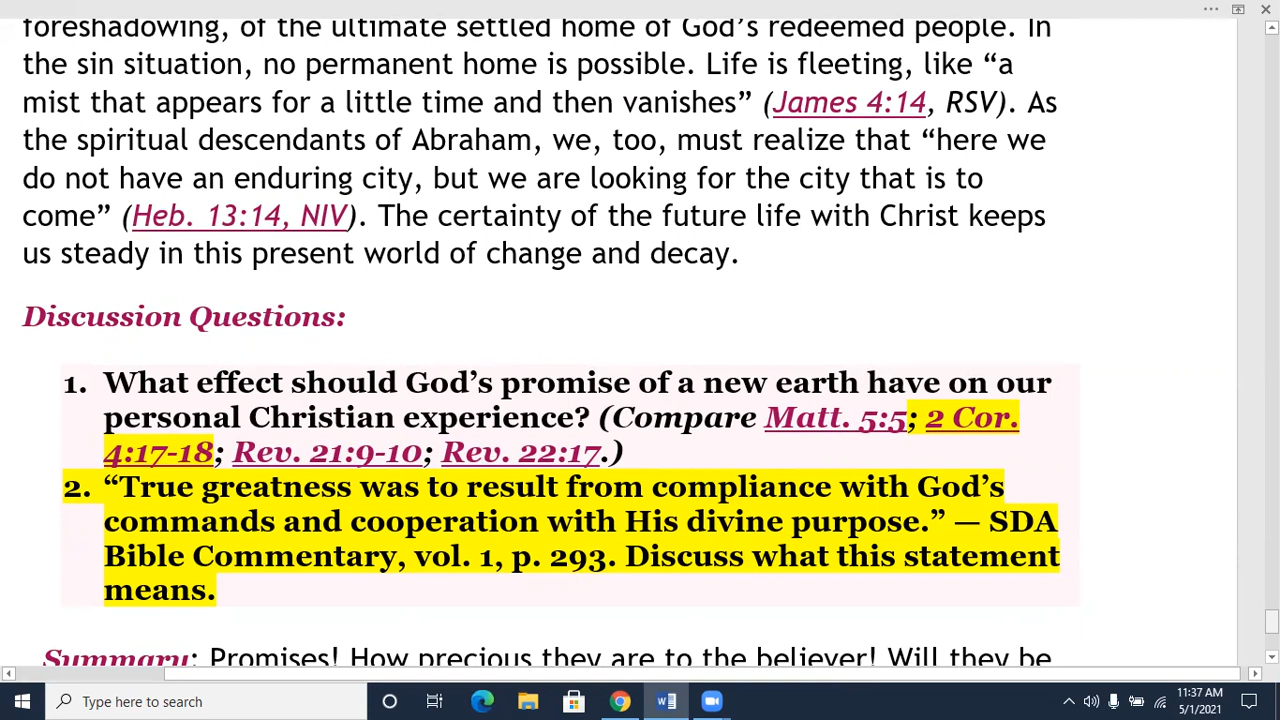 foreshadowing, of the ultimate settled home of God’s redeemed people. In
the sin situation, no permanent home is possible. Life is fleeting, like “a
mist that appears for a little time and then vanishes” (James 4:14, RSV). As
the spiritual descendants of Abraham, we, too, must realize that “here we
do not have an enduring city, but we are looking for the city that is to
come” (Heb. 13:14, NIV). The certainty of the future life with Christ keeps
us steady in this present world of change and decay.
Discussion Questions:
1. What effect should God’s promise of a new earth have on our
personal Christian experience? (Compare Matt. 5:5; 2 Cor.
4:17-18; Rev. 21:9-10; Rev. 22:17.)
2. “True greatness was to result from compliance with God’s
commands and cooperation with His divine purpose.” — SDA
Bible Commentary, vol. 1, p. 293. Discuss what this statement
means.
Summary: Promises! How precious they are to the believer! Will they be
Type here to search
11:37 AM
5/1/2021